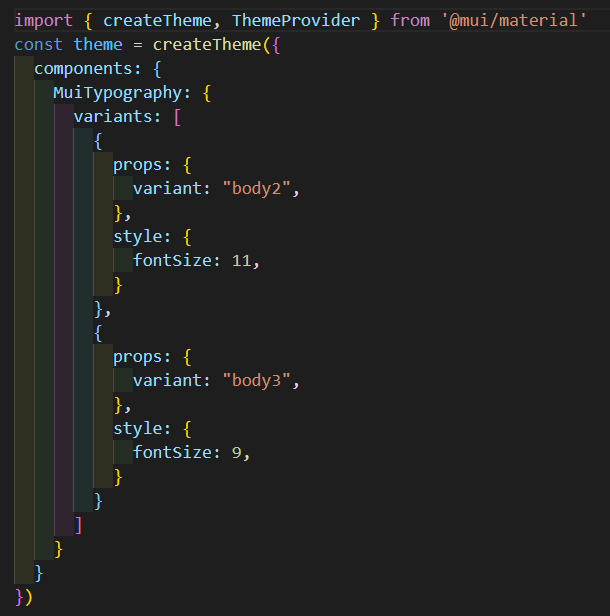 import { createTheme, ThemeProvider } from '@mui/material'
const theme = createTheme({
  components: {
    MuiTypography: {
      variants: [
        {
          props: {
            variant: "body2",
          },
          style: {
            fontSize: 11,
          }
        },
        {
          props: {
            variant: "body3",
          },
          style: {
            fontSize: 9,
          }
        }
      ]
    }
  }
})